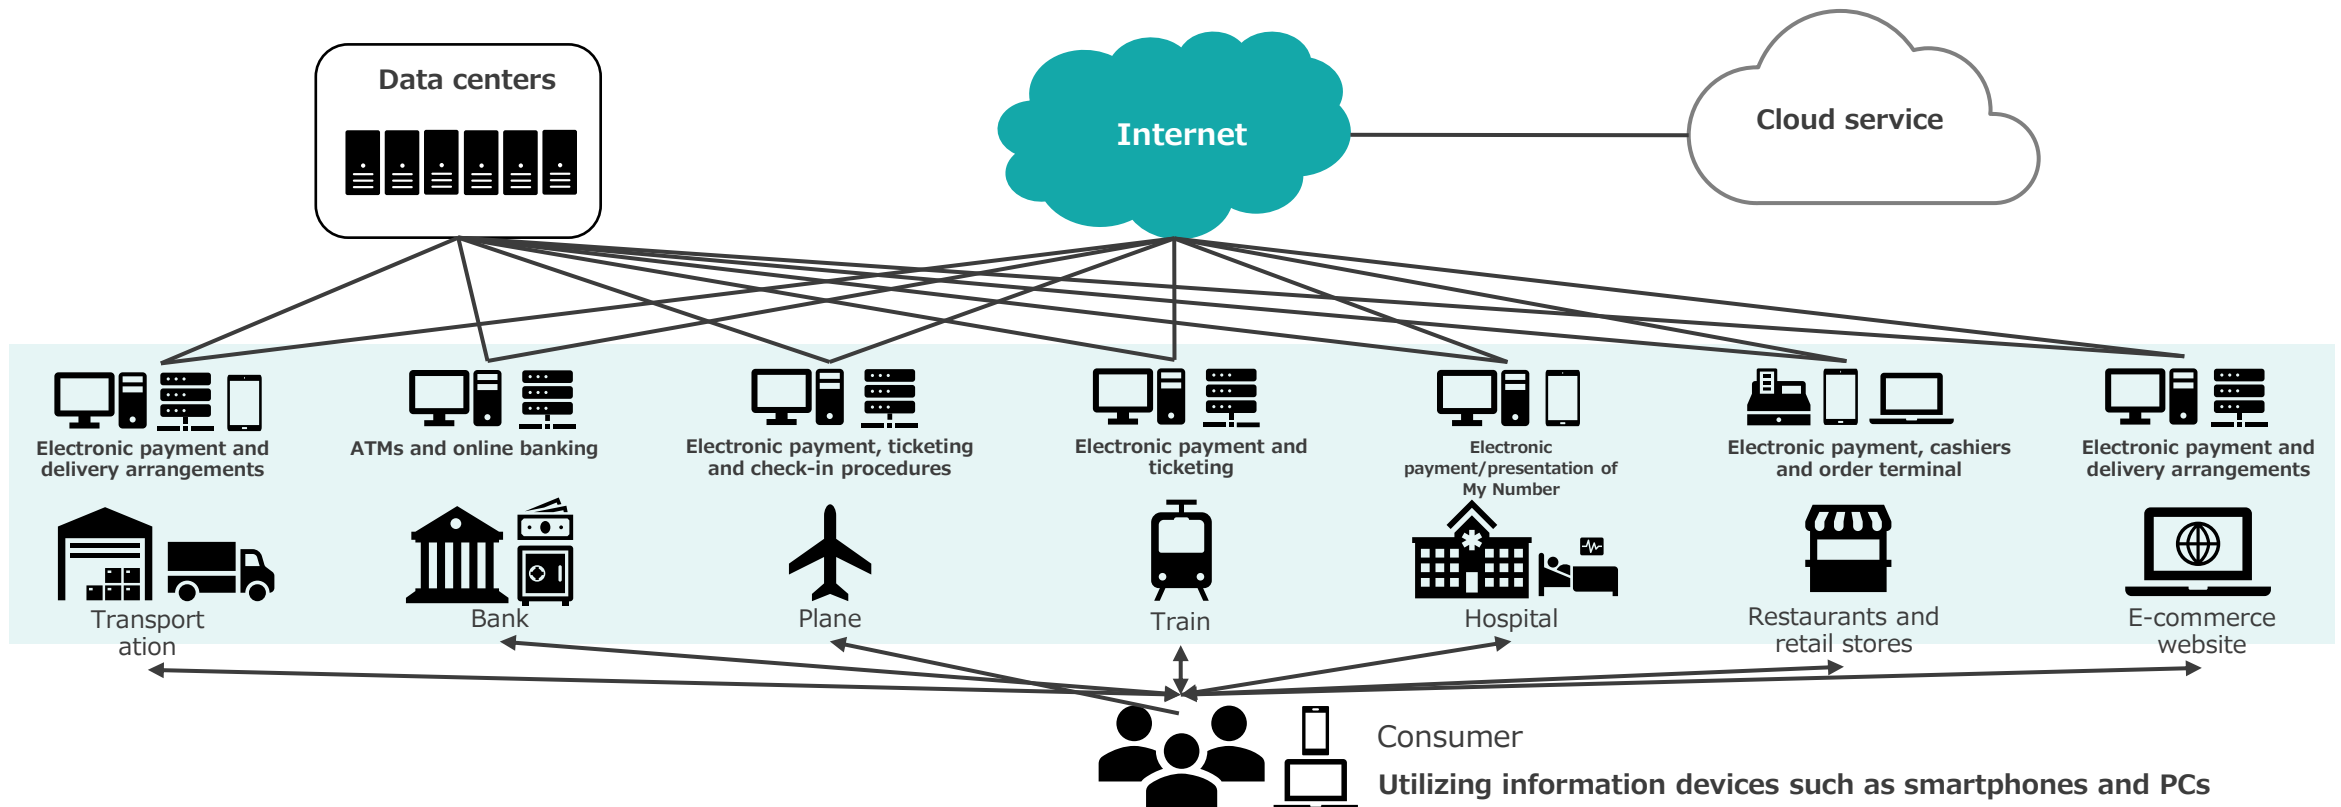 Data centers
Internet
Cloud service
Electronic payment and
delivery arrangements
ATMs and online banking
Electronic payment, ticketing
and check-in procedures
Electronic payment and
ticketing
Electronic
payment/presentation of
My Number
Electronic payment, cashiers
and order terminal
Electronic payment and
delivery arrangements
Transport
ation
Bank
Plane
Train
Hospital
Restaurants and
retail stores
E-commerce
website
Consumer
Utilizing information devices such as smartphones and PCs